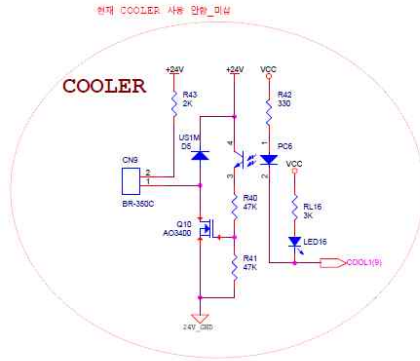 현재 COOLER 사용 안함_미삽
COOLER
+24V
+24V
VCC
R43
2K
R42
330
US1M
D5
4
1
PC6
CN9
2
1
3
2
VCC
BR-350C
R40
47K
RL16
3K
Q10
AO3400
LED16
R41
47K
COOL1(9)
24V_GND